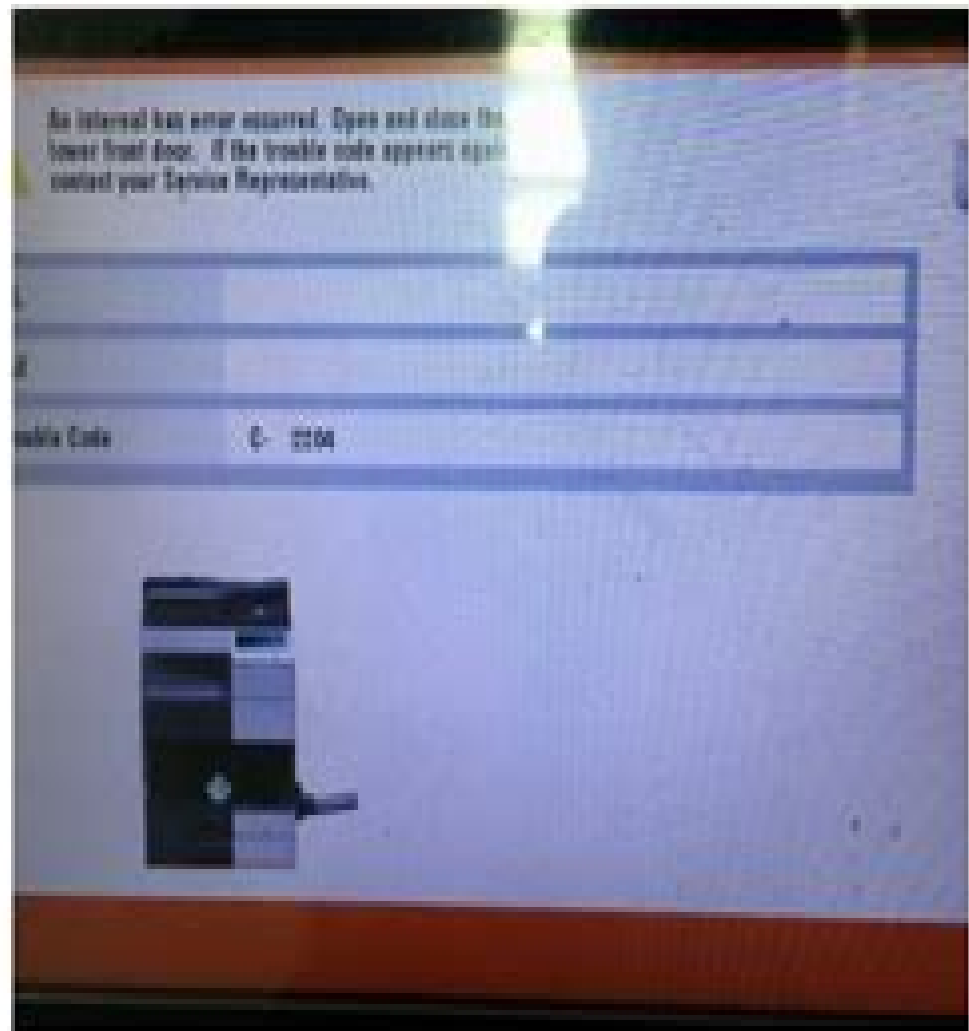 An internal has error occurred. Open and close the
lower front door. If the trouble code appears again
contact your Service Representative.
Code
C- 2204